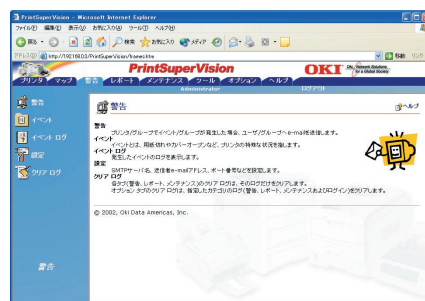 PrintSuperVision - Microsoft Internet Explorer
ファイル(F) 編集(E) 表示(V) お気に入り(A) ツール(T) ヘルプ(H)
戻る 検索 お気に入り メディア
アドレス(D) http://192.168.0.3/PrintSuperVision/frames.htm 移動 リンク
PrintSuperVision
OKI Oki, Network Solutions for a Global Society
プリンタ マップ 警告 レポート メンテナンス ツール オプション ヘルプ
Administrator ログアウト
警告
イベント
イベント ログ
設定
クリア ログ
警告
警告 ヘルプ
警告
プリンタ/グループでイベント/グループが発生した場合、ユーザ/グループへe-mailを送信します。
イベント
イベントとは、用紙切れやカバーオープンなど、プリンタの特殊な状況を指します。
イベント ログ
発生したイベントのログを表示します。
設定
SMTPサーバ名、送信者e-mailアドレス、ポート番号などを設定します。
クリア ログ
各タブ(警告、レポート、メンテナンス)のクリア ログは、そのログだけをクリアします。
オプション タブのクリア ログは、指定したカテゴリのログ(警告、レポート、メンテナンスおよびログイン)をクリアします。
© 2002, Oki Data Americas, Inc.